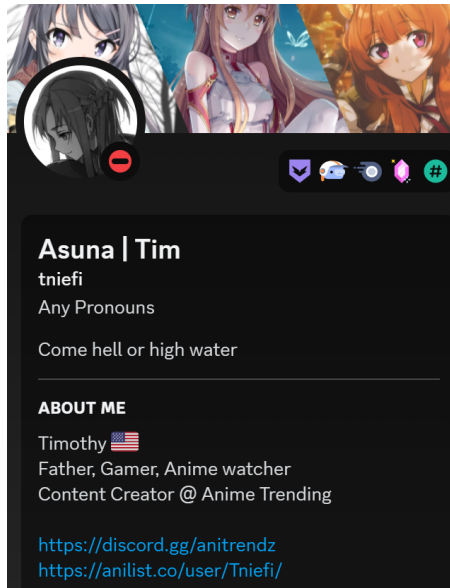 Asuna | Tim
tniefi
Any Pronouns
Come hell or high water
ABOUT ME
Timothy 🇺🇸
Father, Gamer, Anime watcher
Content Creator @ Anime Trending
https://discord.gg/anitrendz
https://anilist.co/user/Tniefi/